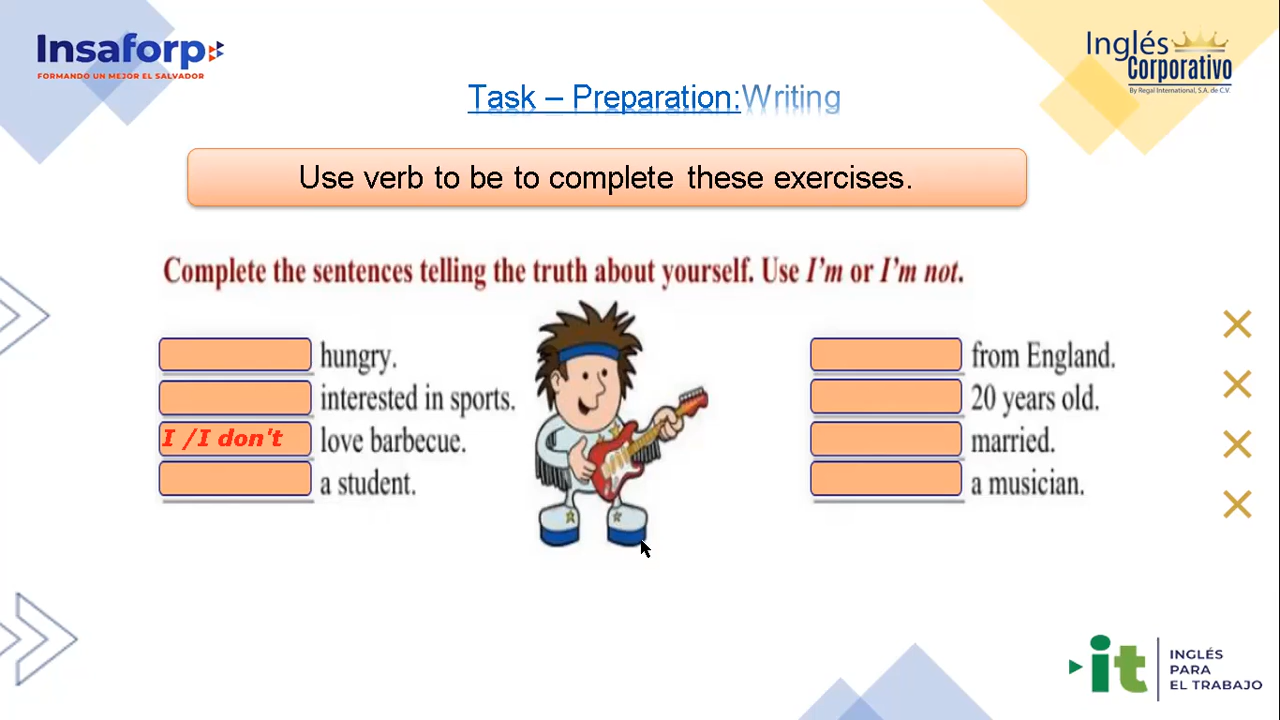 Insaforp
FORMANDO UN MEJOR EL SALVADOR
Inglés
Corporativo
By Regal International, S.A. de C.V.
Task – Preparation:Writing
Use verb to be to complete these exercises.
Complete the sentences telling the truth about yourself. Use I'm or I'm not.
hungry.
interested in sports.
I /I don't love barbecue.
a student.
from England.
20 years old.
married.
a musician.
it
INGLÉS
PARA
EL TRABAJO